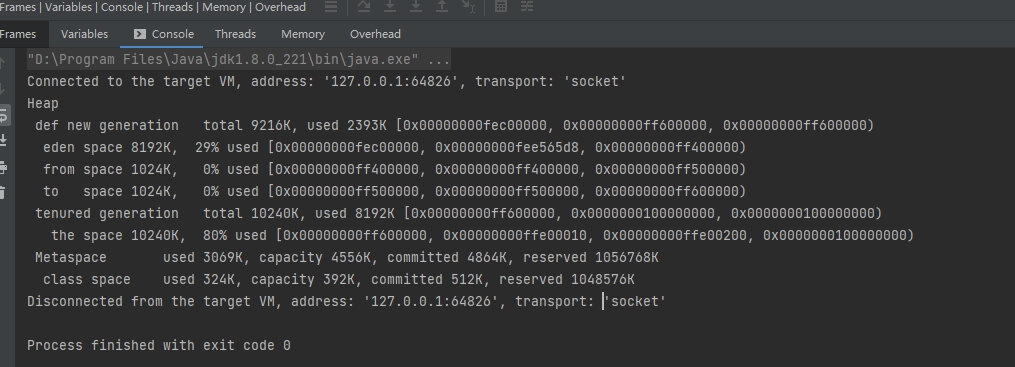 Frames | Variables | Console | Threads | Memory | Overhead
Frames Variables Console Threads Memory Overhead
"D:\Program Files\Java\jdk1.8.0_221\bin\java.exe" ...
Connected to the target VM, address: '127.0.0.1:64826', transport: 'socket'
Heap
 def new generation   total 9216K, used 2393K [0x00000000fec00000, 0x00000000ff600000, 0x00000000ff600000)
  eden space 8192K,  29% used [0x00000000fec00000, 0x00000000fee565d8, 0x00000000ff400000)
  from space 1024K,   0% used [0x00000000ff400000, 0x00000000ff400000, 0x00000000ff500000)
  to   space 1024K,   0% used [0x00000000ff500000, 0x00000000ff500000, 0x00000000ff600000)
 tenured generation   total 10240K, used 8192K [0x00000000ff600000, 0x0000000100000000, 0x0000000100000000)
   the space 10240K,  80% used [0x00000000ff600000, 0x00000000ffe00010, 0x00000000ffe00200, 0x0000000100000000)
 Metaspace       used 3069K, capacity 4556K, committed 4864K, reserved 1056768K
  class space    used 324K, capacity 392K, committed 512K, reserved 1048576K
Disconnected from the target VM, address: '127.0.0.1:64826', transport: 'socket'
Process finished with exit code 0